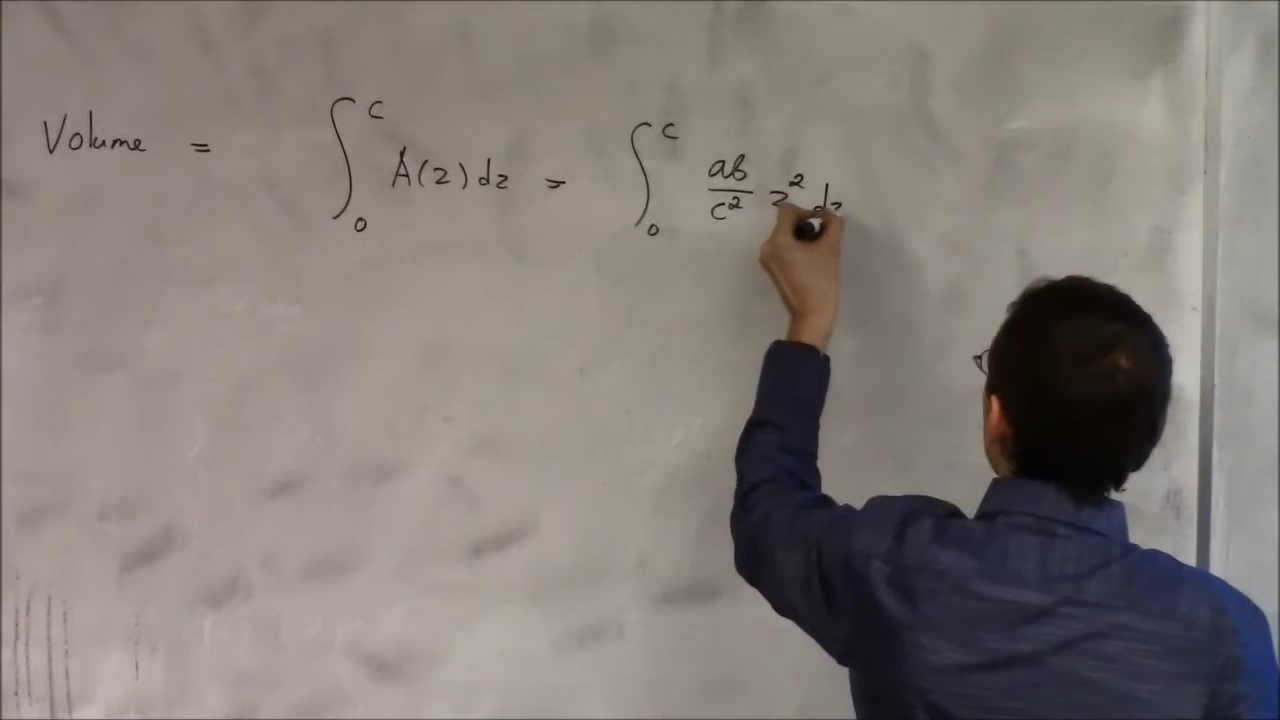 Volume = ∫₀ᶜ A(z) dz = ∫₀ᶜ ab/c² z² dz